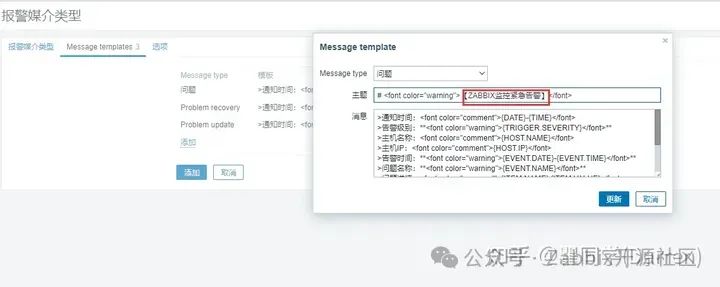 报警媒介类型
报警媒介类型 Message templates 3 选项
Message type 模板
问题 >通知时间：<f
Problem recovery >通知时间：<f
Problem update >通知时间：<f
添加
添加 取消
Message template
Message type 问题
主题 # <font color="warning"> 【ZABBIX监控紧急告警】</font>
消息 >通知时间：<font color="comment">{DATE}-{TIME}</font>
>告警级别：**<font color="warning">{TRIGGER.SEVERITY}</font>**
>主机名称：<font color="comment">{HOST.NAME}</font>
>主机IP：<font color="comment">{HOST.IP}</font>
>告警时间：**<font color="warning">{EVENT.DATE}-{EVENT.TIME}</font>**
>问题名称：**<font color="warning">{EVENT.NAME}</font>**
更新 取消
公众号·Zabbix开源社区